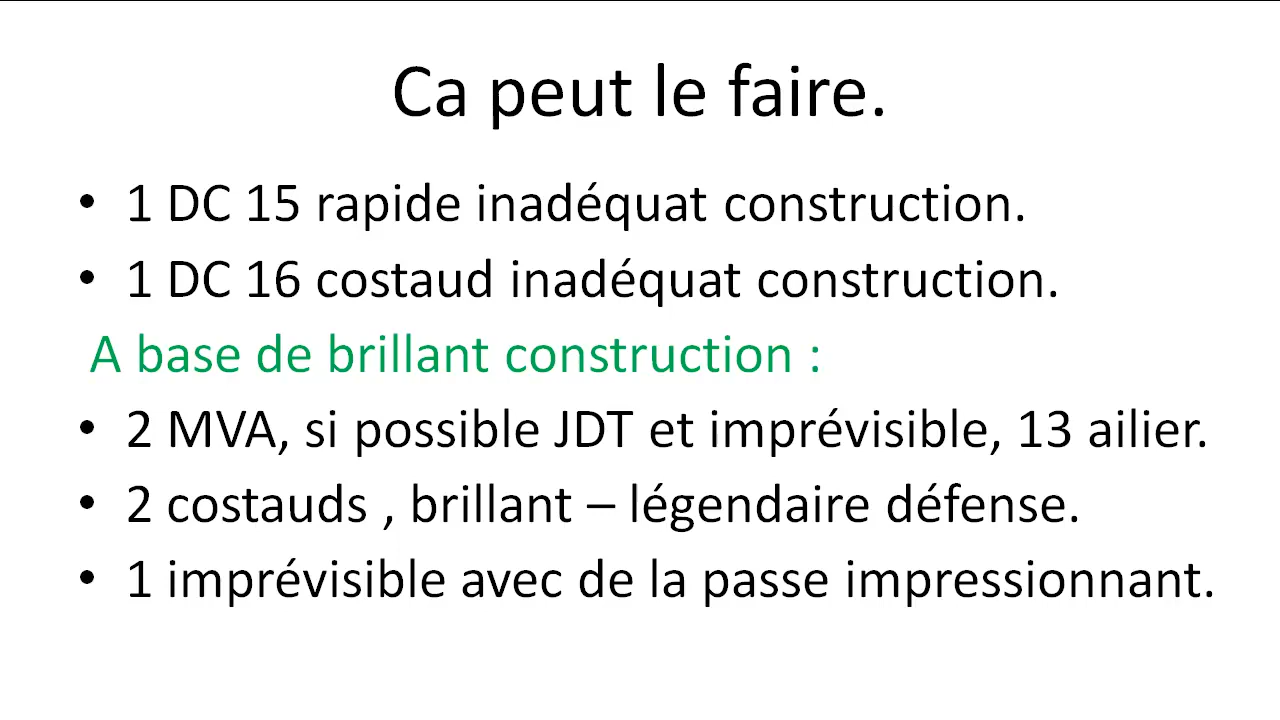 Ca peut le faire.
• 1 DC 15 rapide inadéquat construction.
• 1 DC 16 costaud inadéquat construction.
A base de brillant construction :
• 2 MVA, si possible JDT et imprévisible, 13 ailier.
• 2 costauds , brillant – légendaire défense.
• 1 imprévisible avec de la passe impressionnant.